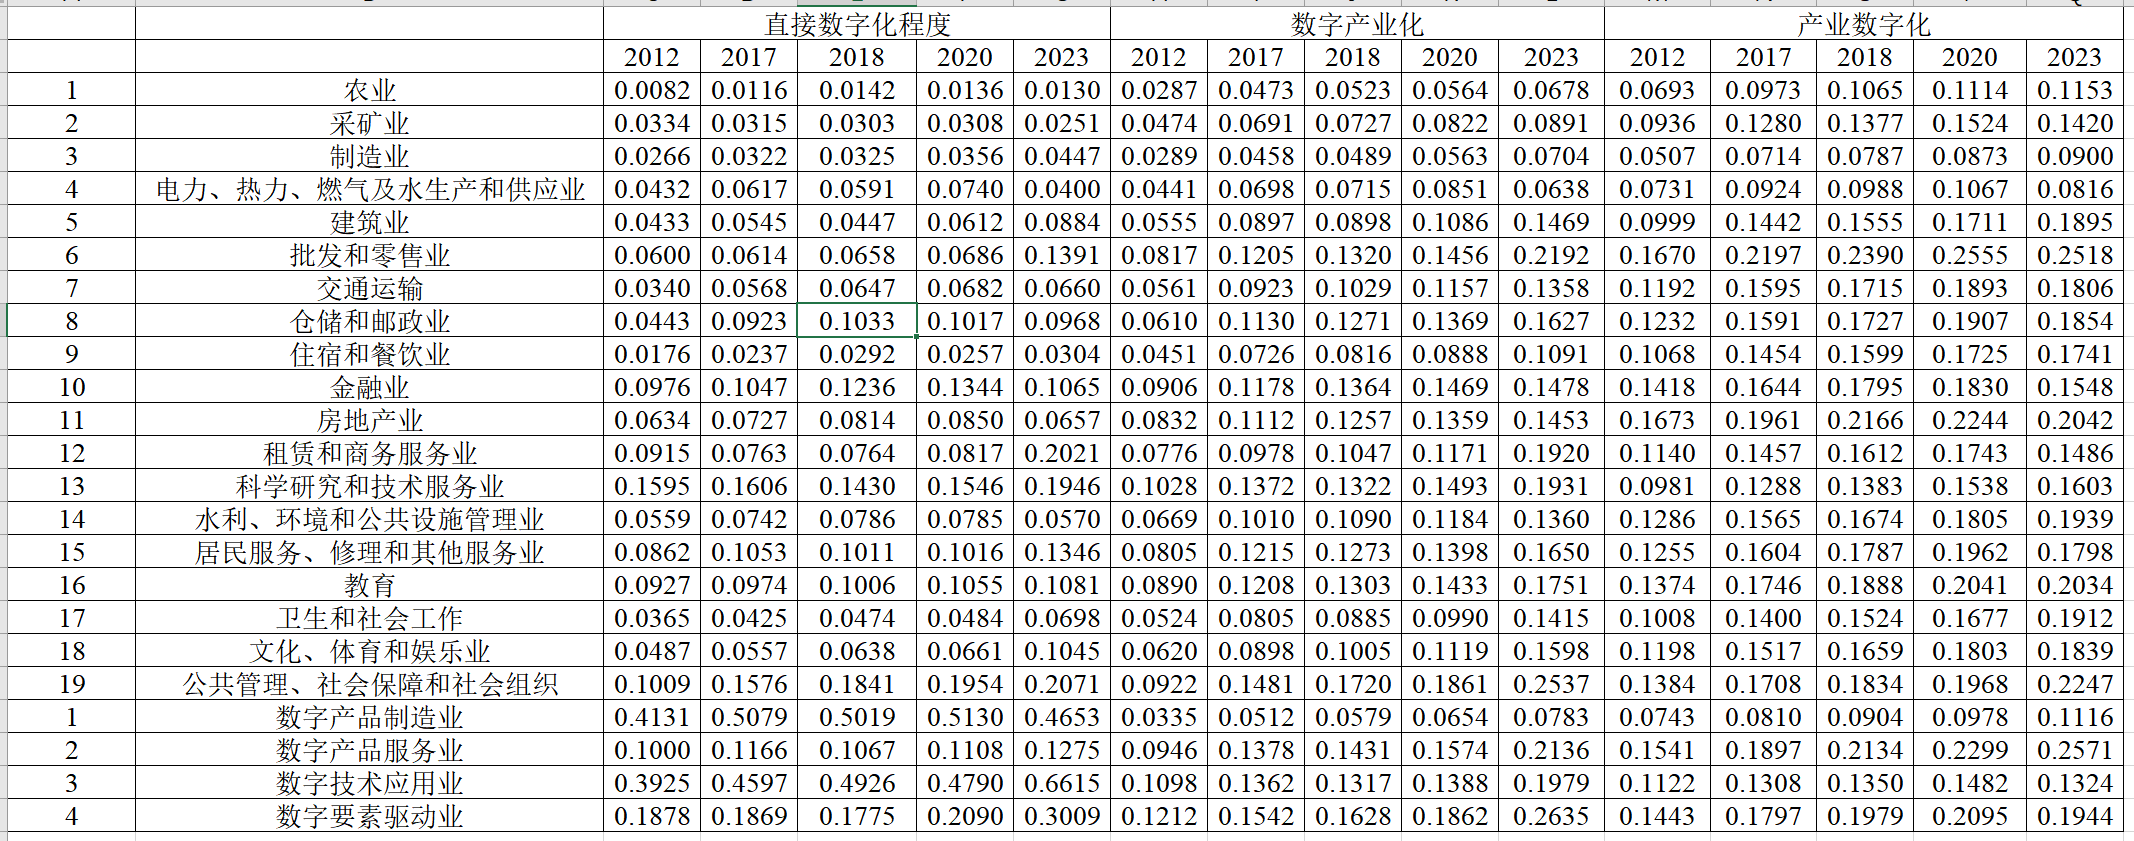 直接数字化程度 数字产业化 产业数字化
2012 2017 2018 2020 2023 2012 2017 2018 2020 2023 2012 2017 2018 2020 2023
1 农业 0.0082 0.0116 0.0142 0.0136 0.0130 0.0287 0.0473 0.0523 0.0564 0.0678 0.0693 0.0973 0.1065 0.1114 0.1153
2 采矿业 0.0334 0.0315 0.0303 0.0308 0.0251 0.0474 0.0691 0.0727 0.0822 0.0891 0.0936 0.1280 0.1377 0.1524 0.1420
3 制造业 0.0266 0.0322 0.0325 0.0356 0.0447 0.0289 0.0458 0.0489 0.0563 0.0704 0.0507 0.0714 0.0787 0.0873 0.0900
4 电力、热力、燃气及水生产和供应业 0.0432 0.0617 0.0591 0.0740 0.0400 0.0441 0.0698 0.0715 0.0851 0.0638 0.0731 0.0924 0.0988 0.1067 0.0816
5 建筑业 0.0433 0.0545 0.0447 0.0612 0.0884 0.0555 0.0897 0.0898 0.1086 0.1469 0.0999 0.1442 0.1555 0.1711 0.1895
6 批发和零售业 0.0600 0.0614 0.0658 0.0686 0.1391 0.0817 0.1205 0.1320 0.1456 0.2192 0.1670 0.2197 0.2390 0.2555 0.2518
7 交通运输 0.0340 0.0568 0.0647 0.0682 0.0660 0.0561 0.0923 0.1029 0.1157 0.1358 0.1192 0.1595 0.1715 0.1893 0.1806
8 仓储和邮政业 0.0443 0.0923 0.1033 0.1017 0.0968 0.0610 0.1130 0.1271 0.1369 0.1627 0.1232 0.1591 0.1727 0.1907 0.1854
9 住宿和餐饮业 0.0176 0.0237 0.0292 0.0257 0.0304 0.0451 0.0726 0.0816 0.0888 0.1091 0.1068 0.1454 0.1599 0.1725 0.1741
10 金融业 0.0976 0.1047 0.1236 0.1344 0.1065 0.0906 0.1178 0.1364 0.1469 0.1478 0.1418 0.1644 0.1795 0.1830 0.1548
11 房地产业 0.0634 0.0727 0.0814 0.0850 0.0657 0.0832 0.1112 0.1257 0.1359 0.1453 0.1673 0.1961 0.2166 0.2244 0.2042
12 租赁和商务服务业 0.0915 0.0763 0.0764 0.0817 0.2021 0.0776 0.0978 0.1047 0.1171 0.1920 0.1140 0.1457 0.1612 0.1743 0.1486
13 科学研究和技术服务业 0.1595 0.1606 0.1430 0.1546 0.1946 0.1028 0.1372 0.1322 0.1493 0.1931 0.0981 0.1288 0.1383 0.1538 0.1603
14 水利、环境和公共设施管理业 0.0559 0.0742 0.0786 0.0785 0.0570 0.0669 0.1010 0.1090 0.1184 0.1360 0.1286 0.1565 0.1674 0.1805 0.1939
15 居民服务、修理和其他服务业 0.0862 0.1053 0.1011 0.1016 0.1346 0.0805 0.1215 0.1273 0.1398 0.1650 0.1255 0.1604 0.1787 0.1962 0.1798
16 教育 0.0927 0.0974 0.1006 0.1055 0.1081 0.0890 0.1208 0.1303 0.1433 0.1751 0.1374 0.1746 0.1888 0.2041 0.2034
17 卫生和社会工作 0.0365 0.0425 0.0474 0.0484 0.0698 0.0524 0.0805 0.0885 0.0990 0.1415 0.1008 0.1400 0.1524 0.1677 0.1912
18 文化、体育和娱乐业 0.0487 0.0557 0.0638 0.0661 0.1045 0.0620 0.0898 0.1005 0.1119 0.1598 0.1198 0.1517 0.1659 0.1803 0.1839
19 公共管理、社会保障和社会组织 0.1009 0.1576 0.1841 0.1954 0.2071 0.0922 0.1481 0.1720 0.1861 0.2537 0.1384 0.1708 0.1834 0.1968 0.2247
1 数字产品制造业 0.4131 0.5079 0.5019 0.5130 0.4653 0.0335 0.0512 0.0579 0.0654 0.0783 0.0743 0.0810 0.0904 0.0978 0.1116
2 数字产品服务业 0.1000 0.1166 0.1067 0.1108 0.1275 0.0946 0.1378 0.1431 0.1574 0.2136 0.1541 0.1897 0.2134 0.2299 0.2571
3 数字技术应用业 0.3925 0.4597 0.4926 0.4790 0.6615 0.1098 0.1362 0.1317 0.1388 0.1979 0.1122 0.1308 0.1350 0.1482 0.1324
4 数字要素驱动业 0.1878 0.1869 0.1775 0.2090 0.3009 0.1212 0.1542 0.1628 0.1862 0.2635 0.1443 0.1797 0.1979 0.2095 0.1944